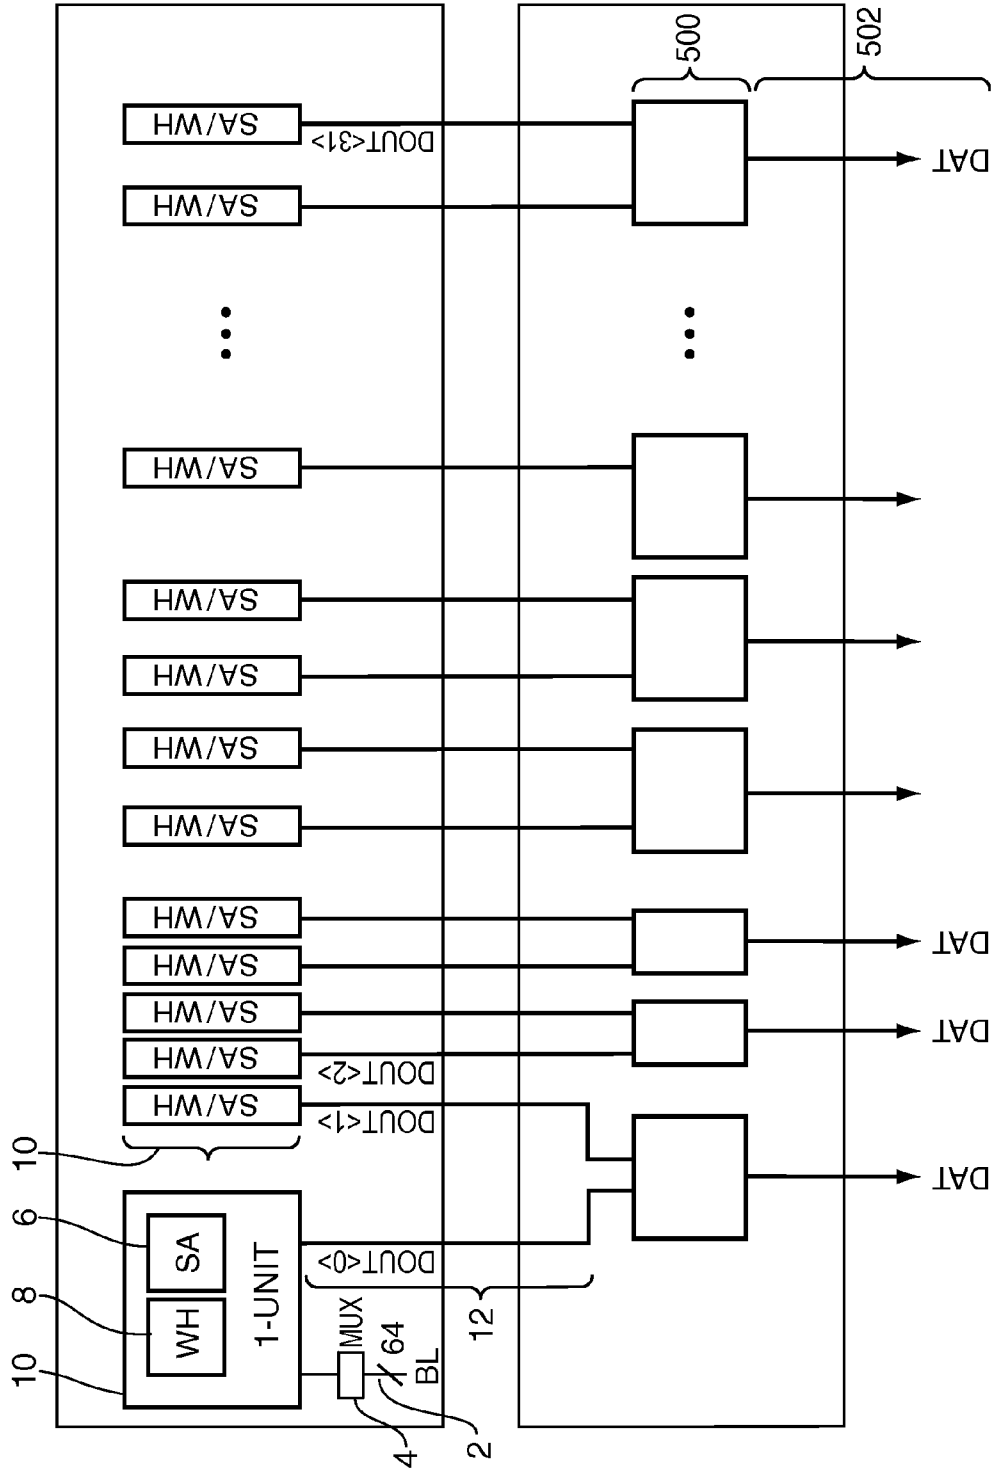 10
8
6
10
WH
SA
1-UNIT
SA/WH
SA/WH
SA/WH
SA/WH
SA/WH
SA/WH
SA/WH
SA/WH
SA/WH
SA/WH
SA/WH
SA/WH
MUX
4
64
2
BL
DOUT<0>
DOUT<1>
DOUT<2>
DOUT<31>
12
500
502
DAT
DAT
DAT
DAT